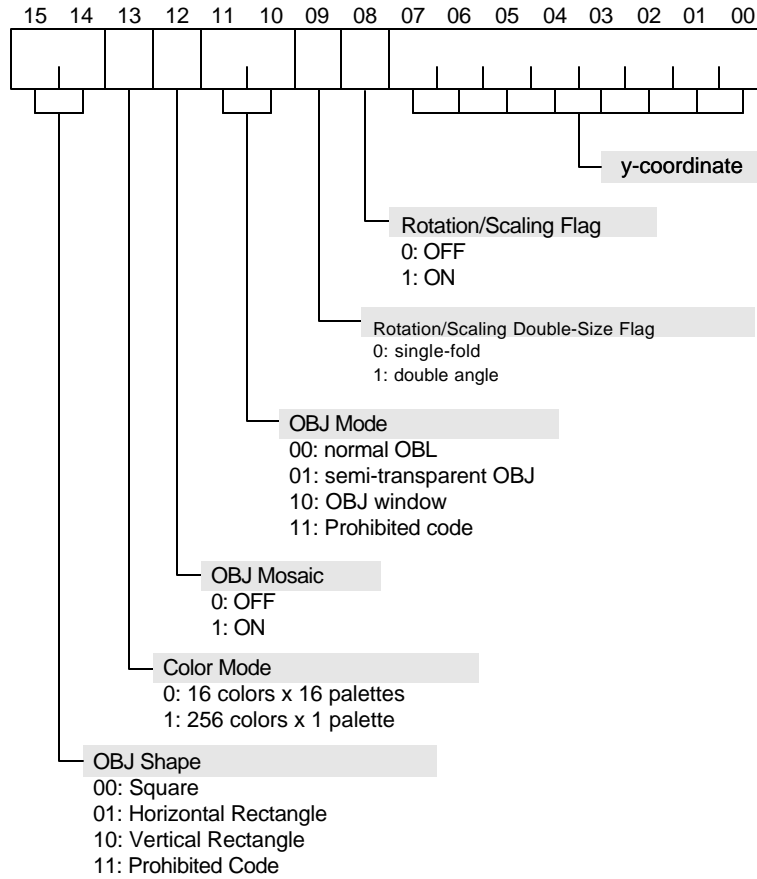 15 14 13 12 11 10 09 08 07 06 05 04 03 02 01 00
y-coordinate
Rotation/Scaling Flag
0: OFF
1: ON
Rotation/Scaling Double-Size Flag
0: single-fold
1: double angle
OBJ Mode
00: normal OBL
01: semi-transparent OBJ
10: OBJ window
11: Prohibited code
OBJ Mosaic
0: OFF
1: ON
Color Mode
0: 16 colors x 16 palettes
1: 256 colors x 1 palette
OBJ Shape
00: Square
01: Horizontal Rectangle
10: Vertical Rectangle
11: Prohibited Code